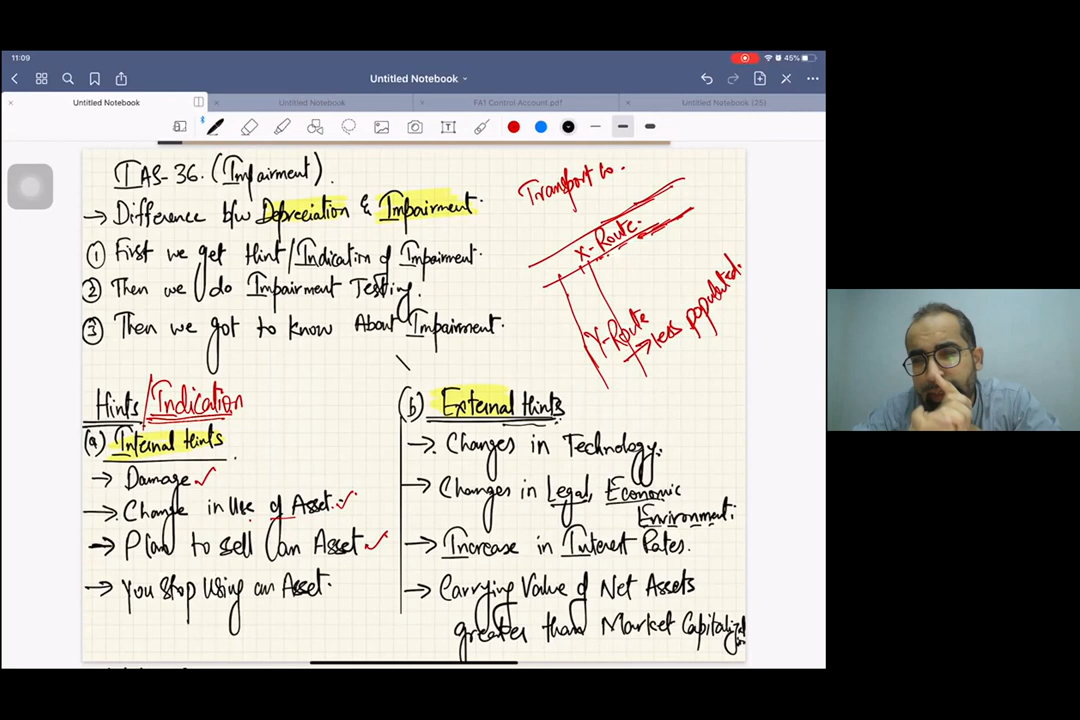 11:09
45%
Untitled Notebook
Untitled Notebook
Untitled Notebook
FA1 Control Account.pdf
Untitled Notebook (25)
IAS-36. (Impairment)
→ Difference b/w Depreciation & Impairment.
① First we get Hint/Indication of Impairment.
② Then we do Impairment Testing.
③ Then we got to know About Impairment.
Transport Co.
X-Route.
Y-Route
→ less populated.
Hints/Indication
(a) Internal Hints
→ Damage ✓
→ Change in Use of Asset. ✓
→ Plan to sell an Asset ✓
→ You Stop Using an Asset.
(b) External Hints
→ Changes in Technology.
→ Changes in Legal, Economic
Environment.
→ Increase in Interest Rates.
→ Carrying Value of Net Assets
greater than Market Capitalization